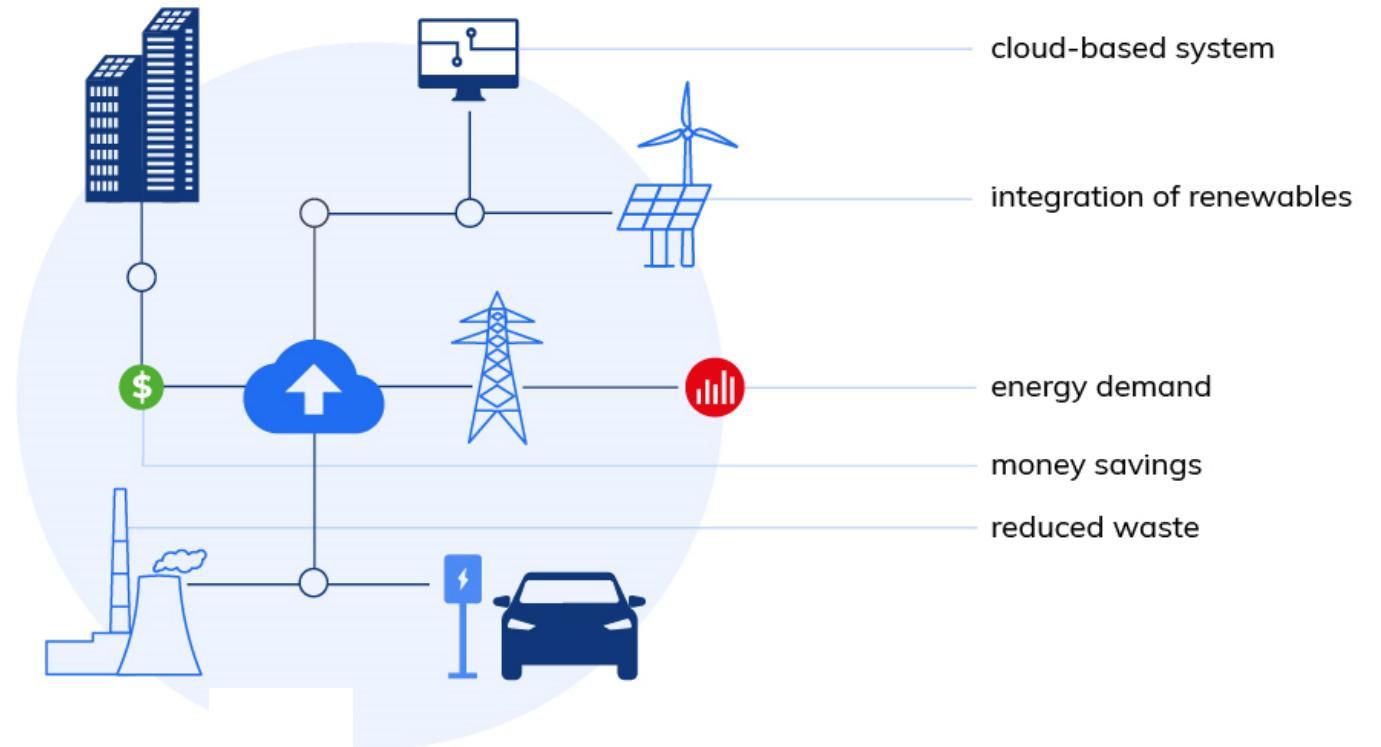 cloud-based system
integration of renewables
$
energy demand
money savings
reduced waste